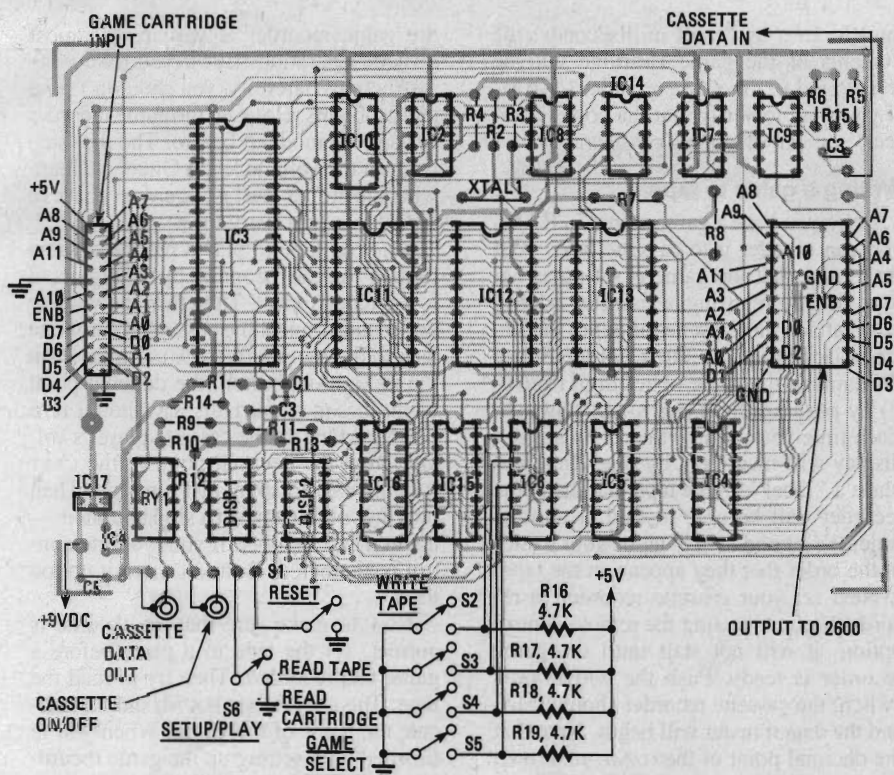 GAME CARTRIDGE
INPUT
CASSETTE
DATA IN
IC10
IC2
R4
R2
R3
IC8
IC14
IC7
IC9
R6
R15
R5
C3
XTAL1
R7
R8
IC3
IC11
IC12
IC13
+5V
A8
A9
A11
A10
ENB
D7
D6
D5
D4
D3
A7
A6
A5
A4
A3
A2
A1
A0
D0
D1
D2
A8
A9
A10
A11
A3
A2
A1
A0
D1
GND
ENB
D0
D2
GND
A7
A6
A4
A5
D7
D6
D5
D4
D3
R1
Q1
R14
C3
R9
R11
R10
R13
R12
IC17
RY1
DISP.1
DISP.2
IC16
IC15
IC6
IC5
IC4
C4
C5
+9VDC
CASSETTE
DATA
OUT
CASSETTE
ON/OFF
S1
RESET
S6
SETUP/PLAY
WRITE
TAPE
READ TAPE
READ
CARTRIDGE
GAME
SELECT
S2
S3
S4
S5
+5V
R16
4.7K
R17, 4.7K
R18, 4.7K
R19, 4.7K
OUTPUT TO 2600